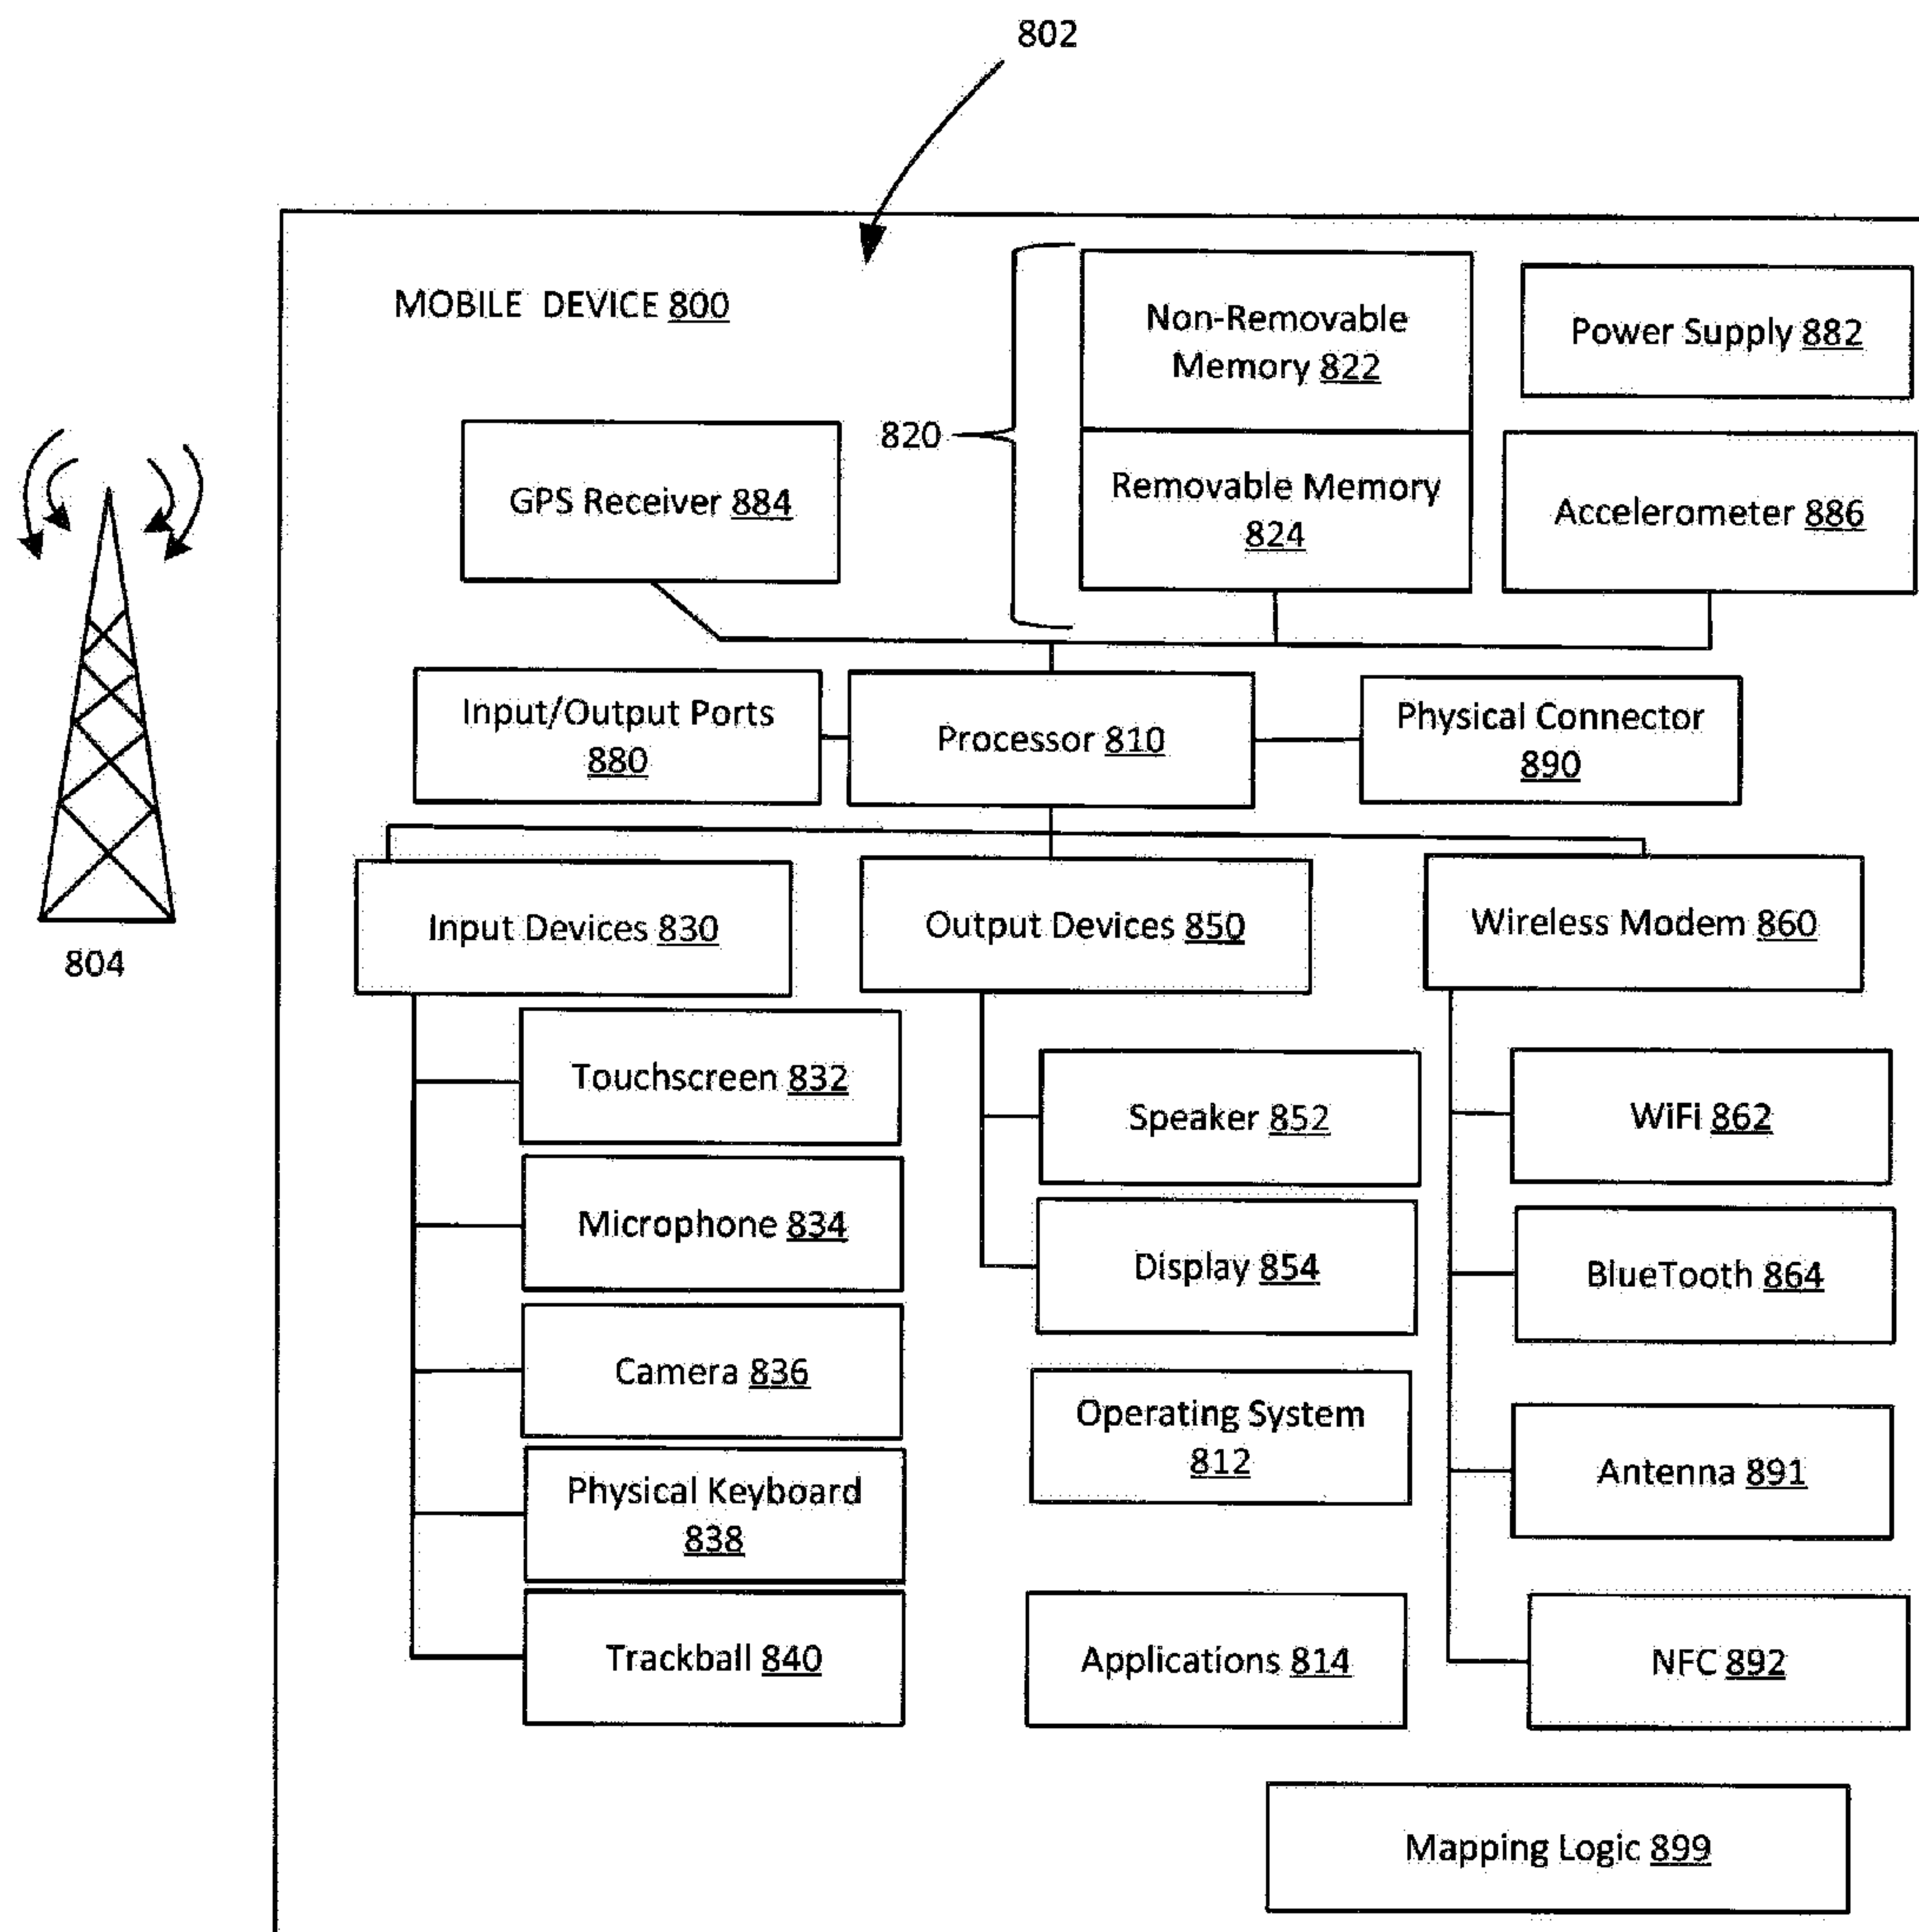 802
MOBILE DEVICE 800
Non-Removable
Memory 822
Power Supply 882
820
GPS Receiver 884
Removable Memory
824
Accelerometer 886
Input/Output Ports
880
Processor 810
Physical Connector
890
Input Devices 830
Output Devices 850
Wireless Modem 860
804
Touchscreen 832
Speaker 852
WiFi 862
Microphone 834
Display 854
BlueTooth 864
Camera 836
Operating System
812
Antenna 891
Physical Keyboard
838
Trackball 840
Applications 814
NFC 892
Mapping Logic 899